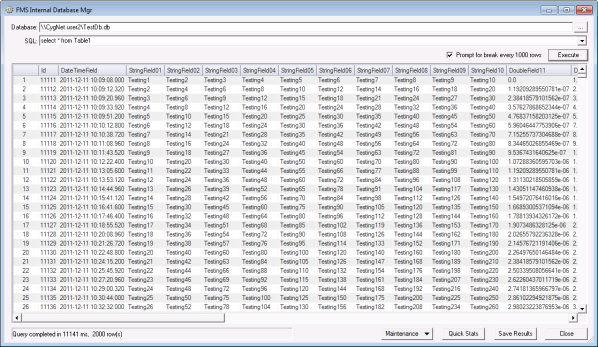 FMS Internal Database Mgr
Database: \\CygNet user2\TestDb.db ...
SQL: select * from Table1
Prompt for break every 1000 rows Execute
Id DateTimeField StringField01 StringField02 StringField03 StringField04 StringField05 StringField06 StringField07 StringField08 StringField09 StringField10 DoubleField11 D
1 11111 2011-12-11 10:09:08.000 Testing1 Testing2 Testing3 Testing4 Testing5 Testing6 Testing7 Testing8 Testing9 Testing10 0.0 1.
2 11112 2011-12-11 10:09:12.320 Testing2 Testing4 Testing6 Testing8 Testing10 Testing12 Testing14 Testing16 Testing18 Testing20 1.19209289550781e-07 2.
3 11113 2011-12-11 10:09:20.960 Testing3 Testing6 Testing9 Testing12 Testing15 Testing18 Testing21 Testing24 Testing27 Testing30 2.38418579101562e-07 3.
4 11114 2011-12-11 10:09:33.920 Testing4 Testing8 Testing12 Testing16 Testing20 Testing24 Testing28 Testing32 Testing36 Testing40 3.57627868652344e-07 4.
5 11115 2011-12-11 10:09:51.200 Testing5 Testing10 Testing15 Testing20 Testing25 Testing30 Testing35 Testing40 Testing45 Testing50 4.76837158203125e-07 5.
6 11116 2011-12-11 10:10:12.800 Testing6 Testing12 Testing18 Testing24 Testing30 Testing36 Testing42 Testing48 Testing54 Testing60 5.96046447753906e-07 7.
7 11117 2011-12-11 10:10:38.720 Testing7 Testing14 Testing21 Testing28 Testing35 Testing42 Testing49 Testing56 Testing63 Testing70 7.15255737304688e-07 8.
8 11118 2011-12-11 10:11:08.960 Testing8 Testing16 Testing24 Testing32 Testing40 Testing48 Testing56 Testing64 Testing72 Testing80 8.34465026855469e-07 9.
9 11119 2011-12-11 10:11:43.520 Testing9 Testing18 Testing27 Testing36 Testing45 Testing54 Testing63 Testing72 Testing81 Testing90 9.5367431640625e-07 1.
10 11120 2011-12-11 10:12:22.400 Testing10 Testing20 Testing30 Testing40 Testing50 Testing60 Testing70 Testing80 Testing90 Testing100 1.07288360595703e-06 1.
11 11121 2011-12-11 10:13:05.600 Testing11 Testing22 Testing33 Testing44 Testing55 Testing66 Testing77 Testing88 Testing99 Testing110 1.19209289550781e-06 1.
12 11122 2011-12-11 10:13:53.120 Testing12 Testing24 Testing36 Testing48 Testing60 Testing72 Testing84 Testing96 Testing108 Testing120 1.31130218505859e-06 1.
13 11123 2011-12-11 10:14:44.960 Testing13 Testing26 Testing39 Testing52 Testing65 Testing78 Testing91 Testing104 Testing117 Testing130 1.43051147460938e-06 1.
14 11124 2011-12-11 10:15:41.120 Testing14 Testing28 Testing42 Testing56 Testing70 Testing84 Testing98 Testing112 Testing126 Testing140 1.54972076416016e-06 1.
15 11125 2011-12-11 10:16:41.600 Testing15 Testing30 Testing45 Testing60 Testing75 Testing90 Testing105 Testing120 Testing135 Testing150 1.66893005371094e-06 1.
16 11126 2011-12-11 10:17:46.400 Testing16 Testing32 Testing48 Testing64 Testing80 Testing96 Testing112 Testing128 Testing144 Testing160 1.78813934326172e-06 1.
17 11127 2011-12-11 10:18:55.520 Testing17 Testing34 Testing51 Testing68 Testing85 Testing102 Testing119 Testing136 Testing153 Testing170 1.9073486328125e-06 2.
18 11128 2011-12-11 10:20:08.960 Testing18 Testing36 Testing54 Testing72 Testing90 Testing108 Testing126 Testing144 Testing162 Testing180 2.02655792236328e-06 2.
19 11129 2011-12-11 10:21:26.720 Testing19 Testing38 Testing57 Testing76 Testing95 Testing114 Testing133 Testing152 Testing171 Testing190 2.14576721191406e-06 2.
20 11130 2011-12-11 10:22:48.800 Testing20 Testing40 Testing60 Testing80 Testing100 Testing120 Testing140 Testing160 Testing180 Testing200 2.26497650146484e-06 2.
21 11131 2011-12-11 10:24:15.200 Testing21 Testing42 Testing63 Testing84 Testing105 Testing126 Testing147 Testing168 Testing189 Testing210 2.38418579101562e-06 2.
22 11132 2011-12-11 10:25:45.920 Testing22 Testing44 Testing66 Testing88 Testing110 Testing132 Testing154 Testing176 Testing198 Testing220 2.50339508056641e-06 2.
23 11133 2011-12-11 10:27:20.960 Testing23 Testing46 Testing69 Testing92 Testing115 Testing138 Testing161 Testing184 Testing207 Testing230 2.62260437011719e-06 2.
24 11134 2011-12-11 10:29:00.320 Testing24 Testing48 Testing72 Testing96 Testing120 Testing144 Testing168 Testing192 Testing216 Testing240 2.74181365966797e-06 2.
25 11135 2011-12-11 10:30:44.000 Testing25 Testing50 Testing75 Testing100 Testing125 Testing150 Testing175 Testing200 Testing225 Testing250 2.86102294921875e-06 2.
26 11136 2011-12-11 10:32:32.000 Testing26 Testing52 Testing78 Testing104 Testing130 Testing156 Testing182 Testing208 Testing234 Testing260 2.98023223876953e-06 3.
Query completed in 11141 ms, 2000 row(s) Maintenance Quick Stats Save Results Close